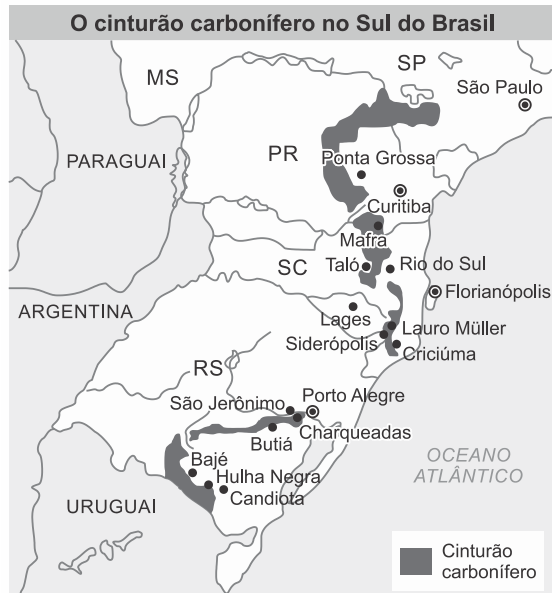 O cinturão carbonífero no Sul do Brasil
MS
SP
São Paulo
PARAGUAI
PR
Ponta Grossa
Curitiba
Mafra
SC
Taló
Rio do Sul
Florianópolis
ARGENTINA
Lages
Lauro Müller
Siderópolis
Criciúma
RS
São Jerônimo
Porto Alegre
Butiá
Charqueadas
Bajé
Hulha Negra
Candiota
OCEANO
ATLÂNTICO
URUGUAI
Cinturão
carbonífero